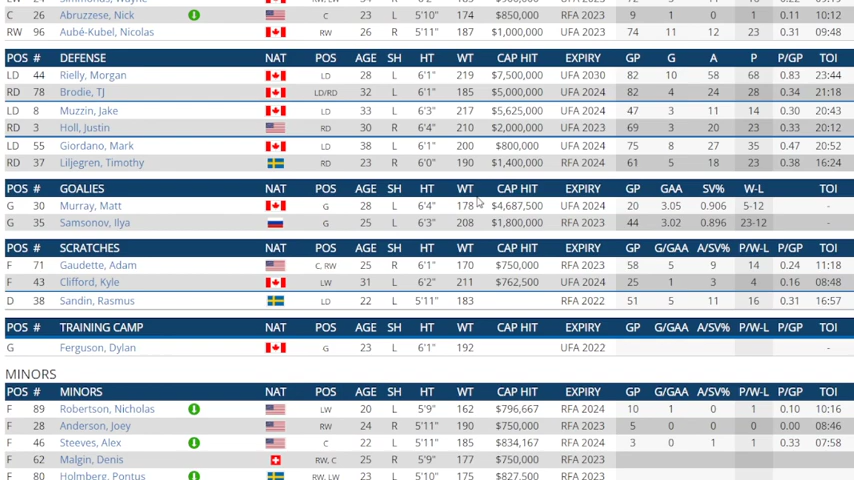 C 26 Abruzzese, Nick C 23 L 5'10" 174 $850,000 RFA 2023 9 1 0 1 0.11 10:12
RW 96 Aubé-Kubel, Nicolas RW 26 R 5'11" 187 $1,000,000 UFA 2023 74 11 12 23 0.31 09:48
POS # DEFENSE NAT POS AGE SH HT WT CAP HIT EXPIRY GP G A P P/GP TOI
LD 44 Rielly, Morgan LD 28 L 6'1" 219 $7,500,000 UFA 2030 82 10 58 68 0.83 23:44
RD 78 Brodie, TJ LD/RD 32 L 6'1" 185 $5,000,000 UFA 2024 82 4 24 28 0.34 21:18
LD 8 Muzzin, Jake LD 33 L 6'3" 217 $5,625,000 UFA 2024 47 3 11 14 0.30 20:43
RD 3 Holl, Justin RD 30 R 6'4" 210 $2,000,000 UFA 2023 69 3 20 23 0.33 20:12
LD 55 Giordano, Mark LD 38 L 6'1" 200 $800,000 UFA 2024 75 8 27 35 0.47 20:52
RD 37 Liljegren, Timothy RD 23 R 6'0" 190 $1,400,000 RFA 2024 61 5 18 23 0.38 16:24
POS # GOALIES NAT POS AGE SH HT WT CAP HIT EXPIRY GP GAA SV% W-L TOI
G 30 Murray, Matt G 28 L 6'4" 178 $4,687,500 UFA 2024 20 3.05 0.906 5-12 -
G 35 Samsonov, Ilya G 25 L 6'3" 208 $1,800,000 RFA 2023 44 3.02 0.896 23-12 -
POS # SCRATCHES NAT POS AGE SH HT WT CAP HIT EXPIRY GP G/GAA A/SV% P/W-L P/GP TOI
F 71 Gaudette, Adam C, RW 25 R 6'1" 170 $750,000 RFA 2023 58 5 9 14 0.24 11:18
F 43 Clifford, Kyle LW 31 L 6'2" 211 $762,500 UFA 2023 25 1 3 4 0.16 08:48
D 38 Sandin, Rasmus LD 22 L 5'11" 183 RFA 2022 51 5 11 16 0.31 16:57
POS # TRAINING CAMP NAT POS AGE SH HT WT CAP HIT EXPIRY GP G/GAA A/SV% P/W-L P/GP TOI
G Ferguson, Dylan G 23 L 6'1" 192 UFA 2022 -
MINORS
POS # MINORS NAT POS AGE SH HT WT CAP HIT EXPIRY GP G/GAA A/SV% P/W-L P/GP TOI
F 89 Robertson, Nicholas LW 20 L 5'9" 162 $796,667 RFA 2024 10 1 0 1 0.10 10:16
F 28 Anderson, Joey RW 24 R 5'11" 190 $750,000 RFA 2023 5 0 0 0 0.00 08:46
F 46 Steeves, Alex C 22 L 5'11" 185 $834,167 RFA 2024 3 0 1 1 0.33 07:58
F 62 Malgin, Denis RW, C 25 L 5'9" 177 $750,000 RFA 2023
F 80 Holmberg, Pontus RW, LW 23 L 5'10" 175 $827,500 RFA 2023